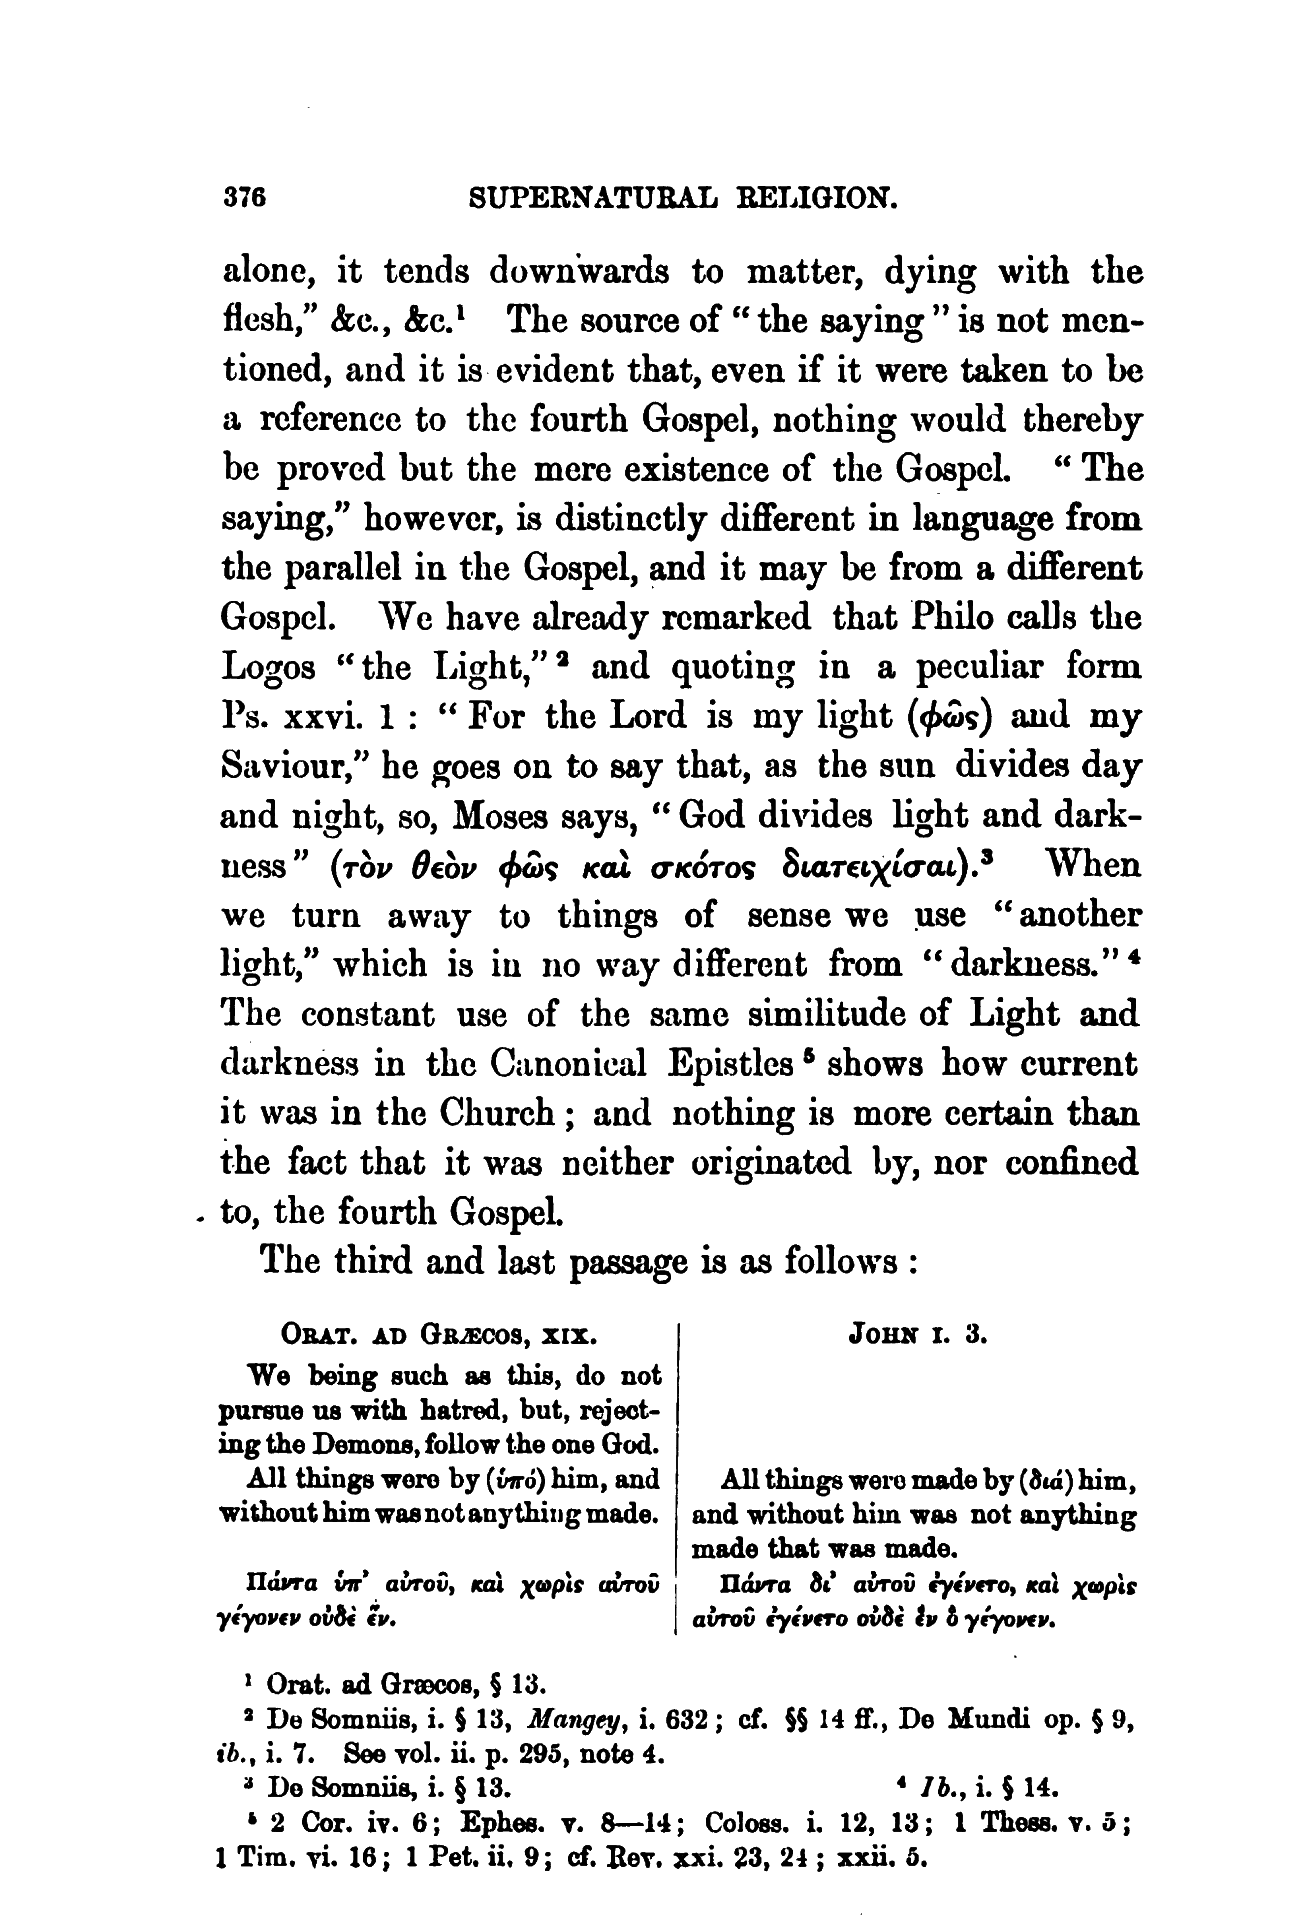 376 SUPERNATURAL RELIGION.
alone, it tends downwards to matter, dying with the
flesh,” &c., &c.¹ The source of “the saying” is not men-
tioned, and it is evident that, even if it were taken to be
a reference to the fourth Gospel, nothing would thereby
be proved but the mere existence of the Gospel. “The
saying,” however, is distinctly different in language from
the parallel in the Gospel, and it may be from a different
Gospel. We have already remarked that Philo calls the
Logos “the Light,”² and quoting in a peculiar form
Ps. xxvi. 1 : “For the Lord is my light (φῶς) and my
Saviour,” he goes on to say that, as the sun divides day
and night, so, Moses says, “God divides light and dark-
ness” (τὸν θεὸν φῶς καὶ σκότος διατειχίσαι).³ When
we turn away to things of sense we use “another
light,” which is in no way different from “darkness.”⁴
The constant use of the same similitude of Light and
darkness in the Canonical Epistles⁵ shows how current
it was in the Church; and nothing is more certain than
the fact that it was neither originated by, nor confined
to, the fourth Gospel.
The third and last passage is as follows :
ORAT. AD GRÆCOS, XIX.
We being such as this, do not
pursue us with hatred, but, reject-
ing the Demons, follow the one God.
All things were by (ὑπό) him, and
without him was not anything made.
Πάντα ὑπ’ αὐτοῦ, καὶ χωρὶς αὐτοῦ
γέγονεν οὐδὲ ἕν.
JOHN I. 3.
All things were made by (διά) him,
and without him was not anything
made that was made.
Πάντα δι’ αὐτοῦ ἐγένετο, καὶ χωρὶς
αὐτοῦ ἐγένετο οὐδὲ ἓν ὃ γέγονεν.
¹ Orat. ad Græcos, § 13.
² De Somniis, i. § 13, Mangey, i. 632; cf. §§ 14 ff., De Mundi op. § 9,
ib., i. 7. See vol. ii. p. 295, note 4.
³ De Somniis, i. § 13. ⁴ Ib., i. § 14.
⁵ 2 Cor. iv. 6; Ephes. v. 8—14; Coloss. i. 12, 13; 1 Thess. v. 5;
1 Tim. vi. 16; 1 Pet. ii. 9; cf. Rev. xxi. 23, 24; xxii. 5.